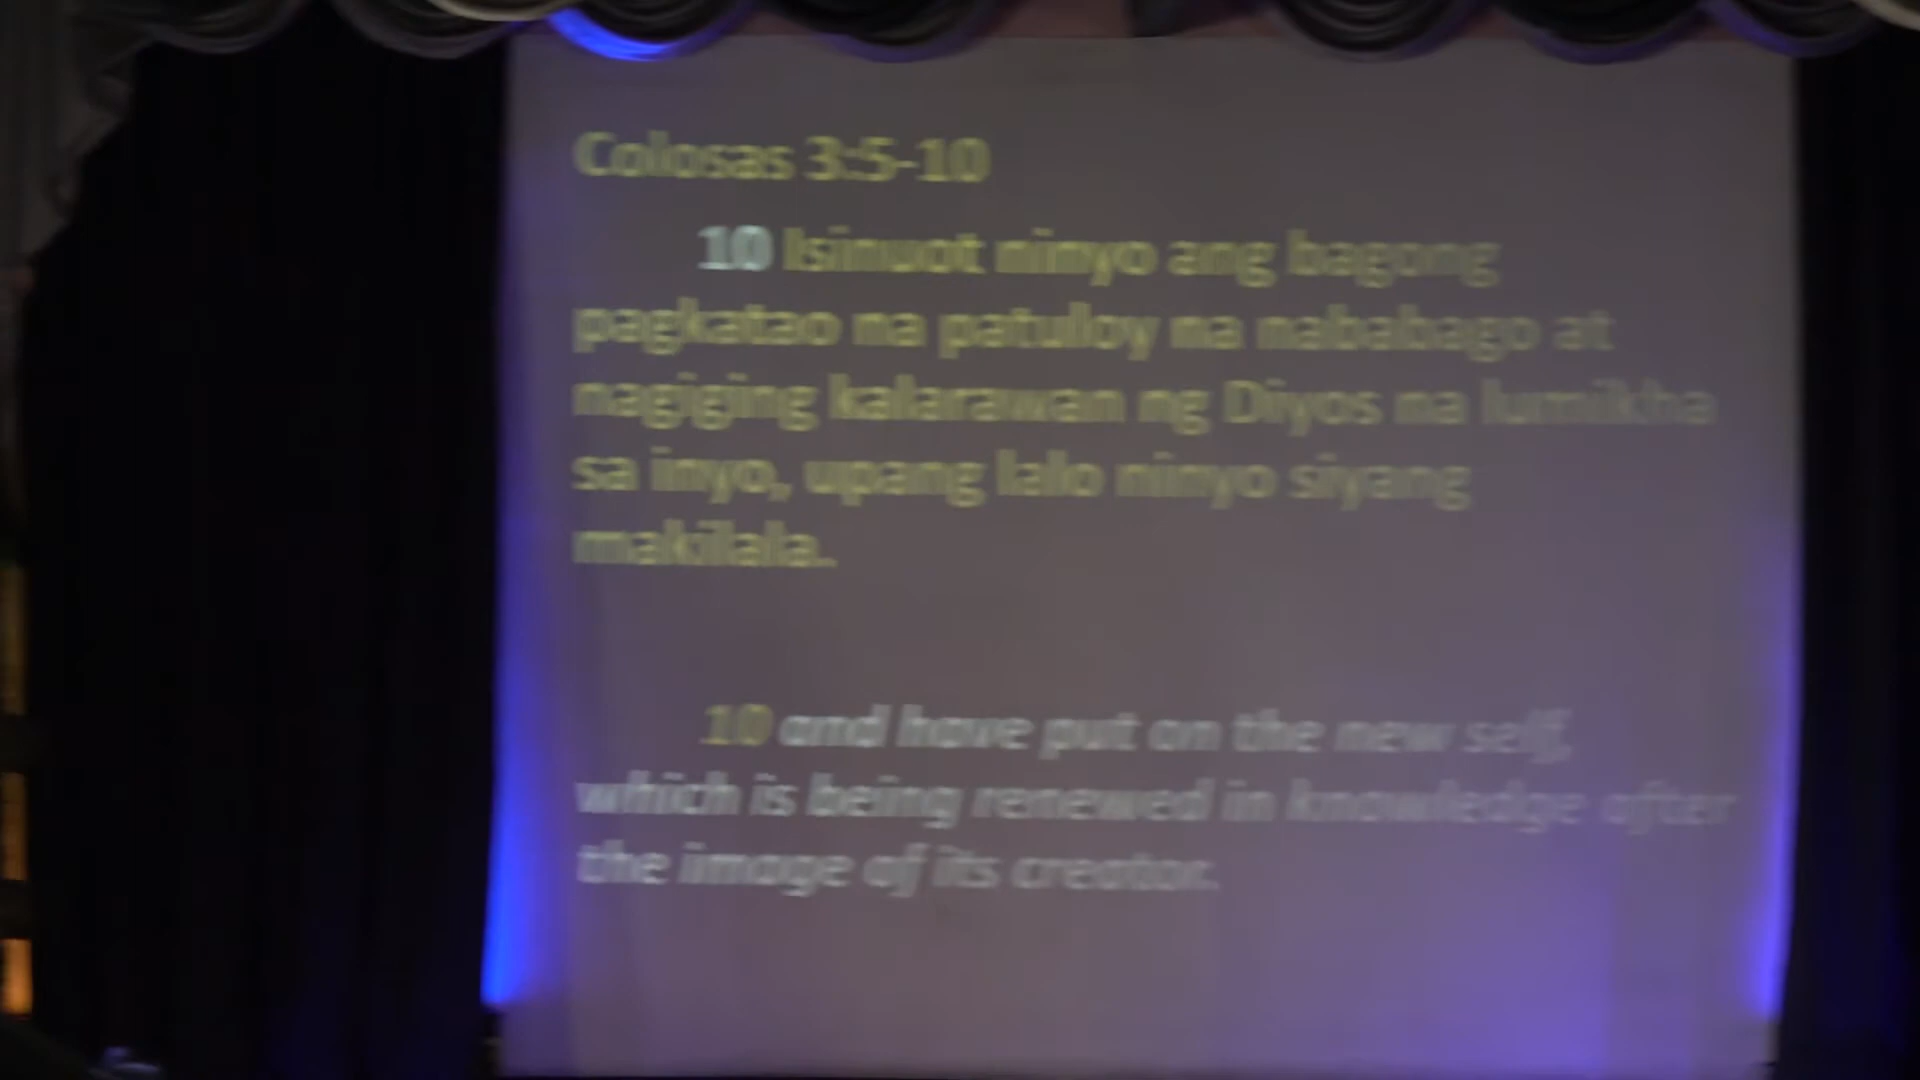 Colosas 3:5-10
10 Isinuot ninyo ang bagong
pagkatao na patuloy na nababago at
nagiging kalarawan ng Diyos na lumikha
sa inyo, upang lalo ninyo siyang
makilala.
10 and have put on the new self,
which is being renewed in knowledge after
the image of its creator.